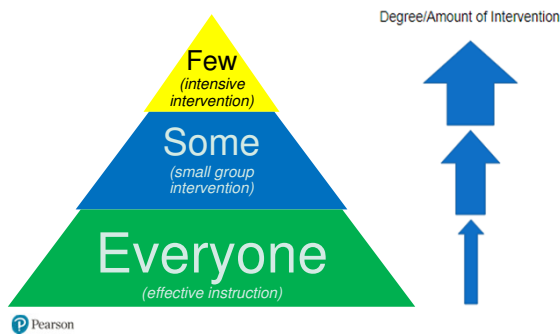 Degree/Amount of Intervention
Few
(intensive
intervention)
Some
(small group
intervention)
Everyone
(effective instruction)
Pearson